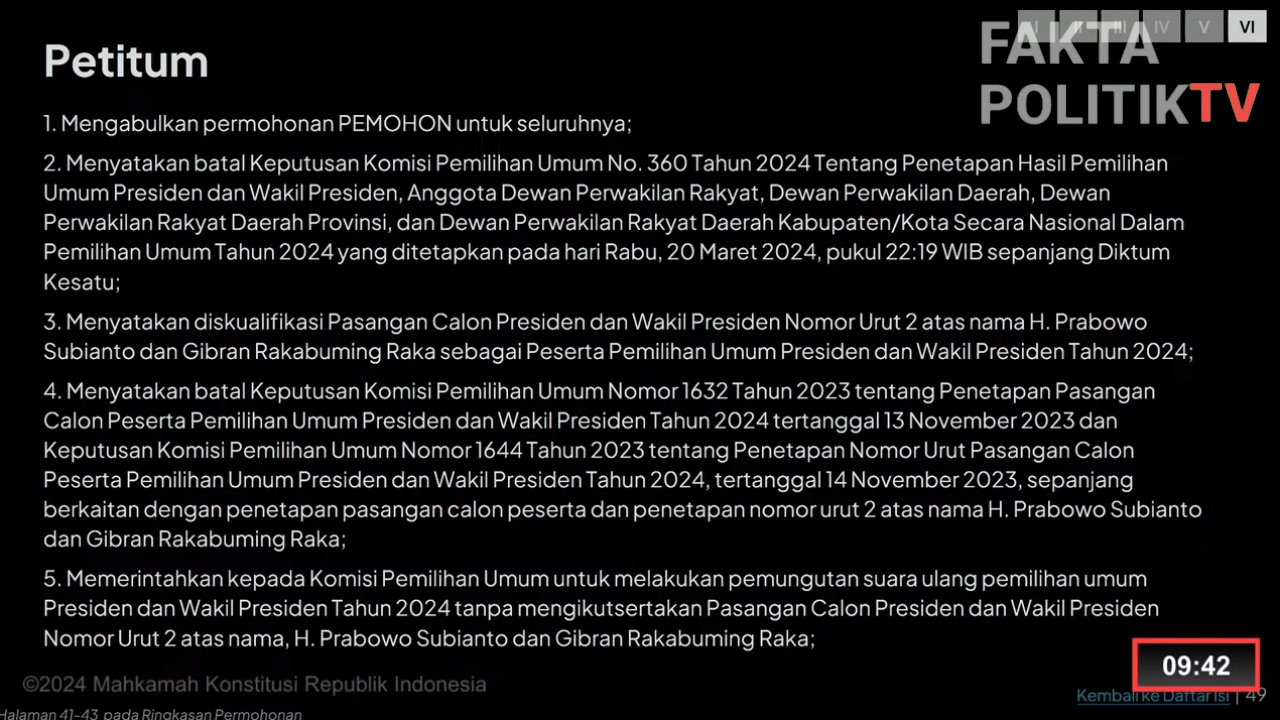 Petitum
IV V VI
FAKTA
POLITIKTV
1. Mengabulkan permohonan PEMOHON untuk seluruhnya;
2. Menyatakan batal Keputusan Komisi Pemilihan Umum No. 360 Tahun 2024 Tentang Penetapan Hasil Pemilihan
Umum Presiden dan Wakil Presiden, Anggota Dewan Perwakilan Rakyat, Dewan Perwakilan Daerah, Dewan
Perwakilan Rakyat Daerah Provinsi, dan Dewan Perwakilan Rakyat Daerah Kabupaten/Kota Secara Nasional Dalam
Pemilihan Umum Tahun 2024 yang ditetapkan pada hari Rabu, 20 Maret 2024, pukul 22:19 WIB sepanjang Diktum
Kesatu;
3. Menyatakan diskualifikasi Pasangan Calon Presiden dan Wakil Presiden Nomor Urut 2 atas nama H. Prabowo
Subianto dan Gibran Rakabuming Raka sebagai Peserta Pemilihan Umum Presiden dan Wakil Presiden Tahun 2024;
4. Menyatakan batal Keputusan Komisi Pemilihan Umum Nomor 1632 Tahun 2023 tentang Penetapan Pasangan
Calon Peserta Pemilihan Umum Presiden dan Wakil Presiden Tahun 2024 tertanggal 13 November 2023 dan
Keputusan Komisi Pemilihan Umum Nomor 1644 Tahun 2023 tentang Penetapan Nomor Urut Pasangan Calon
Peserta Pemilihan Umum Presiden dan Wakil Presiden Tahun 2024, tertanggal 14 November 2023, sepanjang
berkaitan dengan penetapan pasangan calon peserta dan penetapan nomor urut 2 atas nama H. Prabowo Subianto
dan Gibran Rakabuming Raka;
5. Memerintahkan kepada Komisi Pemilihan Umum untuk melakukan pemungutan suara ulang pemilihan umum
Presiden dan Wakil Presiden Tahun 2024 tanpa mengikutsertakan Pasangan Calon Presiden dan Wakil Presiden
Nomor Urut 2 atas nama, H. Prabowo Subianto dan Gibran Rakabuming Raka;
09:42
©2024 Mahkamah Konstitusi Republik Indonesia
Kembali ke Daftar Isi | 49
Halaman 41-43 pada Ringkasan Permohonan